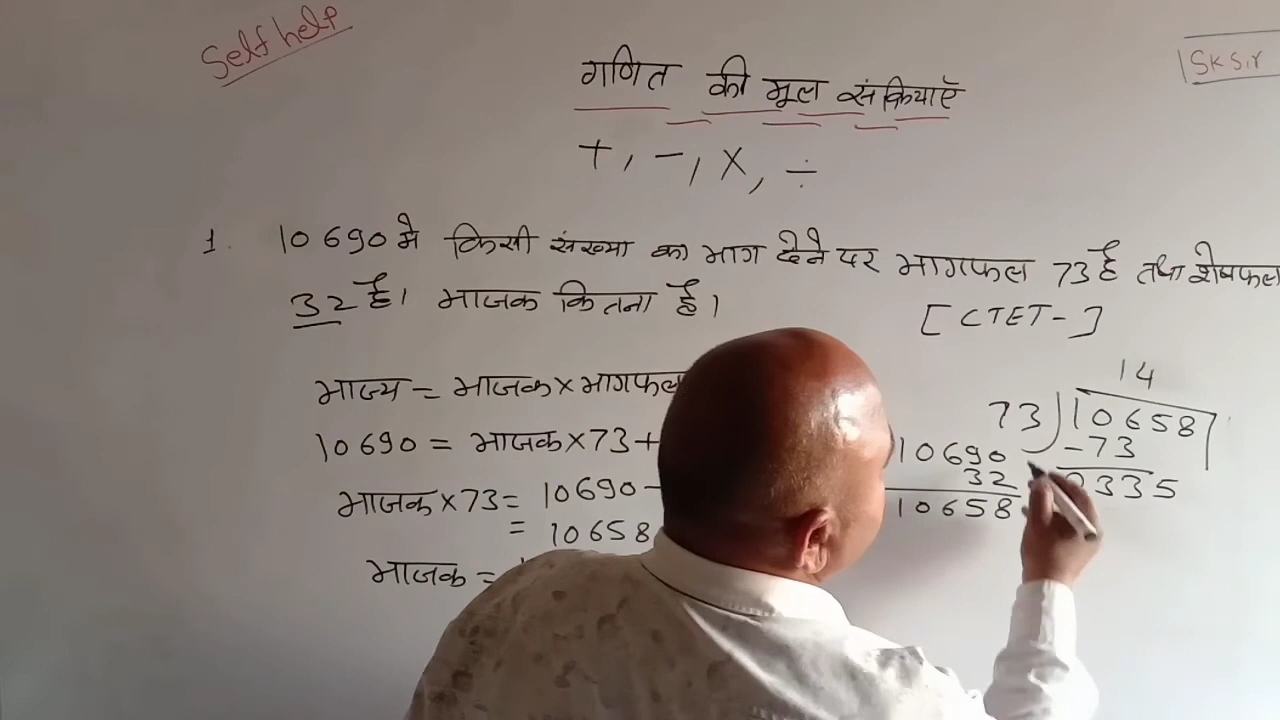 Self help
SK Sir
गणित की मूल संक्रियाएँ
+, -, X, ÷
1. 10690 मे किसी संख्या का भाग देने पर भागफल 73 है तथा शेषफल
32 है। भाजक कितना है।
[CTET-]
भाज्य = भाजक × भागफल
10690 = भाजक × 73 +
भाजक × 73 = 10690 -
= 10658
भाजक =
10690
32
10658
14
73 ) 10658
- 73
0335